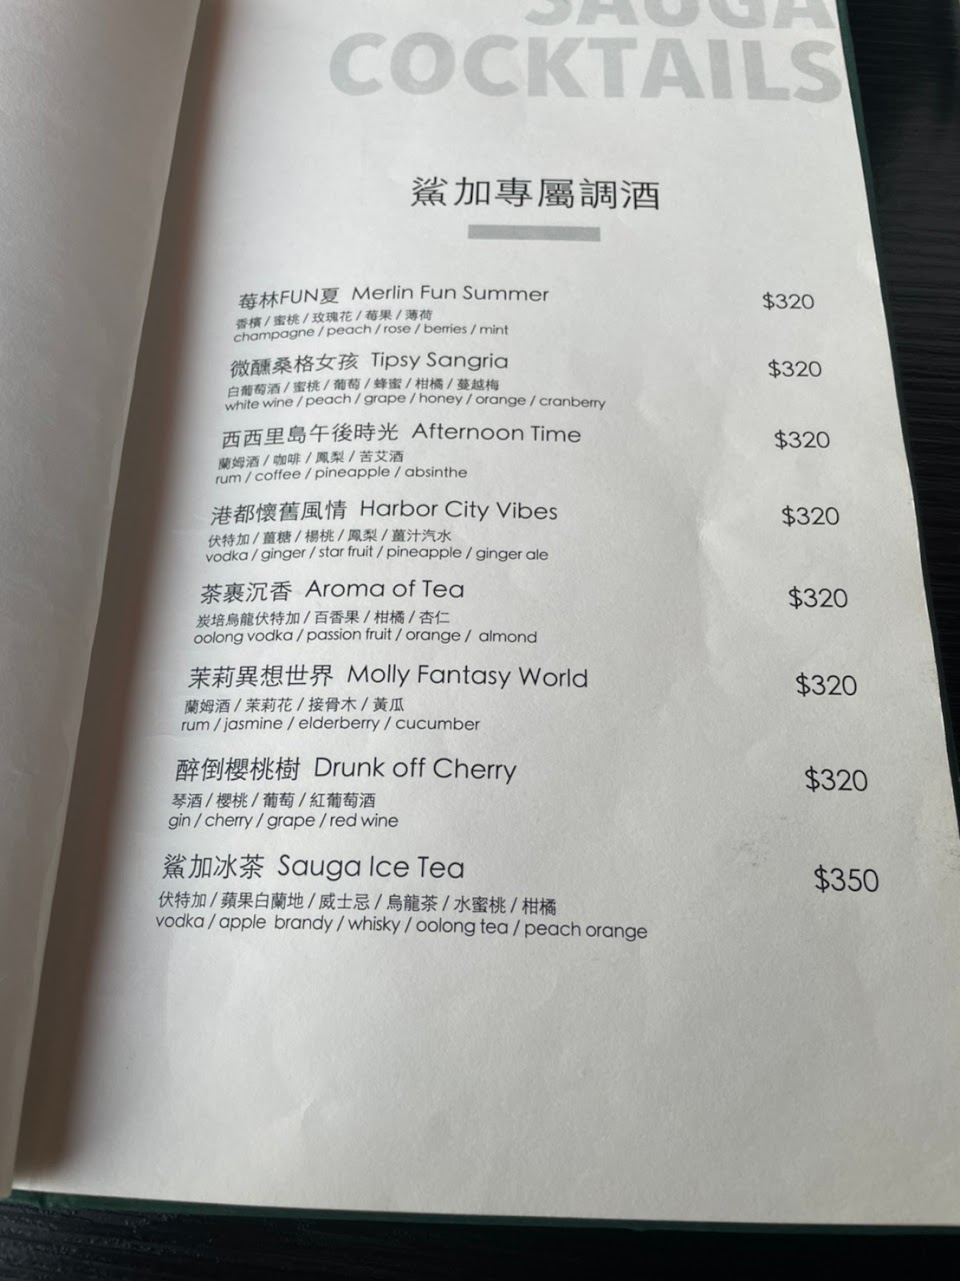 SAUGA
COCKTAILS
鯊加專屬調酒
莓林FUN夏 Merlin Fun Summer $320
香檳 / 蜜桃 / 玫瑰花 / 莓果 / 薄荷
champagne / peach / rose / berries / mint
微醺桑格女孩 Tipsy Sangria $320
白葡萄酒 / 蜜桃 / 葡萄 / 蜂蜜 / 柑橘 / 蔓越梅
white wine / peach / grape / honey / orange / cranberry
西西里島午後時光 Afternoon Time $320
蘭姆酒 / 咖啡 / 鳳梨 / 苦艾酒
rum / coffee / pineapple / absinthe
港都懷舊風情 Harbor City Vibes $320
伏特加 / 薑糖 / 楊桃 / 鳳梨 / 薑汁汽水
vodka / ginger / star fruit / pineapple / ginger ale
茶裏沉香 Aroma of Tea $320
炭培烏龍伏特加 / 百香果 / 柑橘 / 杏仁
oolong vodka / passion fruit / orange / almond
茉莉異想世界 Molly Fantasy World $320
蘭姆酒 / 茉莉花 / 接骨木 / 黃瓜
rum / jasmine / elderberry / cucumber
醉倒櫻桃樹 Drunk off Cherry $320
琴酒 / 櫻桃 / 葡萄 / 紅葡萄酒
gin / cherry / grape / red wine
鯊加冰茶 Sauga Ice Tea $350
伏特加 / 蘋果白蘭地 / 威士忌 / 烏龍茶 / 水蜜桃 / 柑橘
vodka / apple brandy / whisky / oolong tea / peach orange